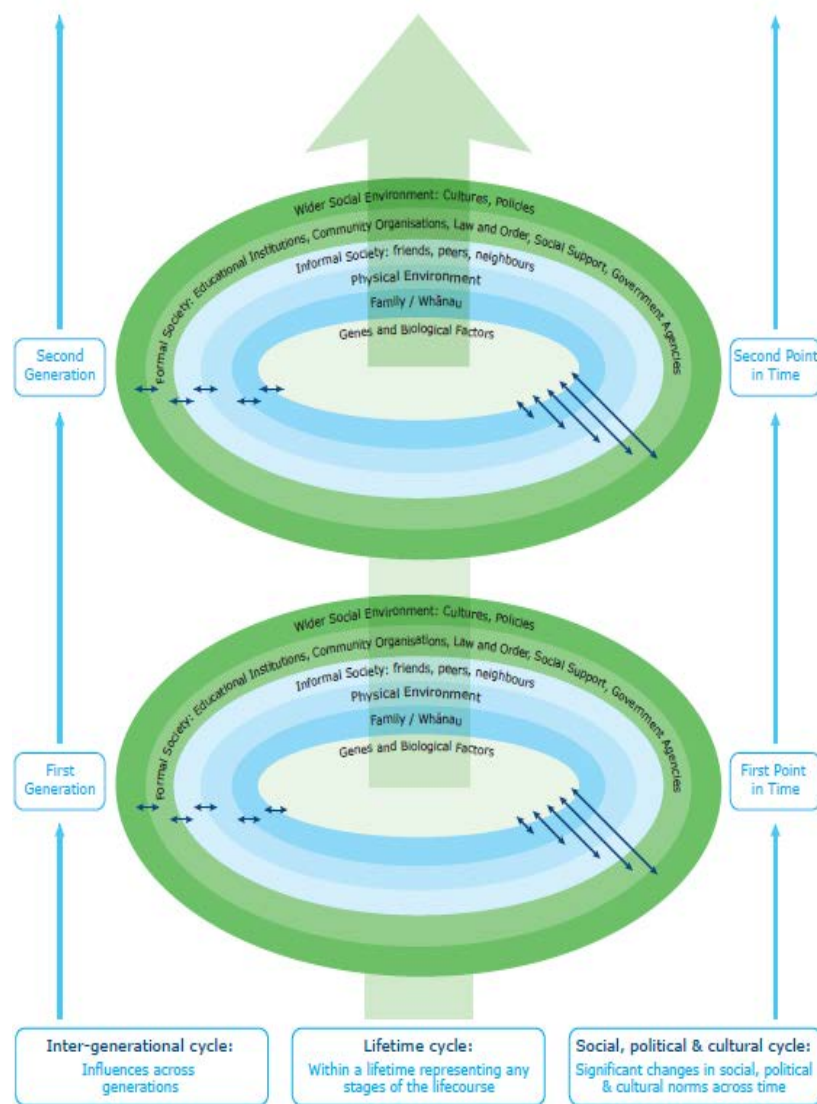 Wider Social Environment: Cultures, Policies
Formal Society: Educational Institutions, Community Organisations, Law and Order, Social Support, Government Agencies
Informal Society: friends, peers, neighbours
Physical Environment
Family / Whānau
Genes and Biological Factors
Second
Generation
Second Point
in Time
Wider Social Environment: Cultures, Policies
Formal Society: Educational Institutions, Community Organisations, Law and Order, Social Support, Government Agencies
Informal Society: friends, peers, neighbours
Physical Environment
Family / Whānau
Genes and Biological Factors
First
Generation
First Point
in Time
Inter-generational cycle:
Influences across
generations
Lifetime cycle:
Within a lifetime representing any
stages of the lifecourse
Social, political & cultural cycle:
Significant changes in social, political
& cultural norms across time